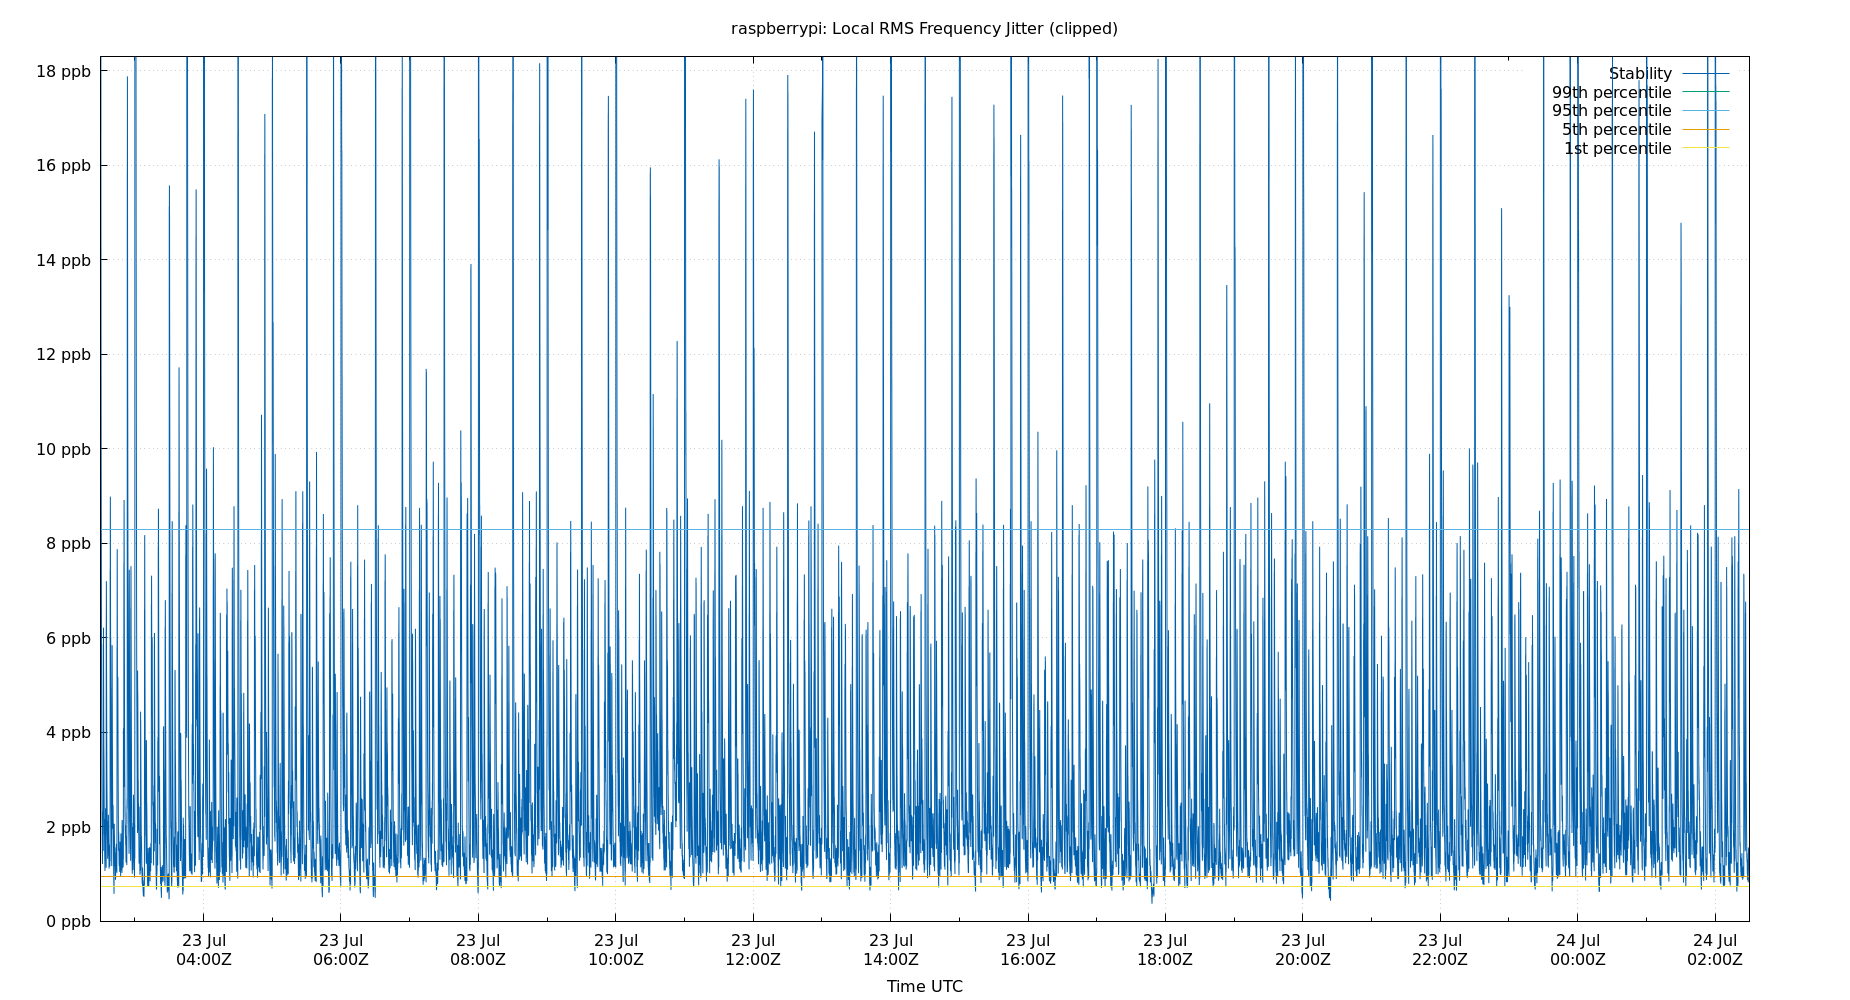 raspberrypi: Local RMS Frequency Jitter (clipped)
18 ppb
16 ppb
14 ppb
12 ppb
10 ppb
8 ppb
6 ppb
4 ppb
2 ppb
0 ppb
Stability
99th percentile
95th percentile
5th percentile
1st percentile
23 Jul 23 Jul 23 Jul 23 Jul 23 Jul 23 Jul 23 Jul 23 Jul 23 Jul 23 Jul 24 Jul 24 Jul
04:00Z 06:00Z 08:00Z 10:00Z 12:00Z 14:00Z 16:00Z 18:00Z 20:00Z 22:00Z 00:00Z 02:00Z
Time UTC